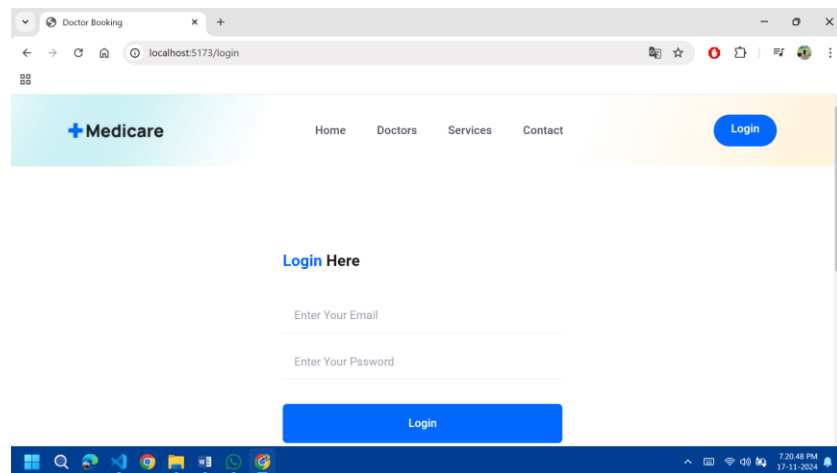 Doctor Booking
localhost:5173/login
Medicare Home Doctors Services Contact Login
Login Here
Enter Your Email
Enter Your Pssword
Login
7.20.48 PM
17-11-2024